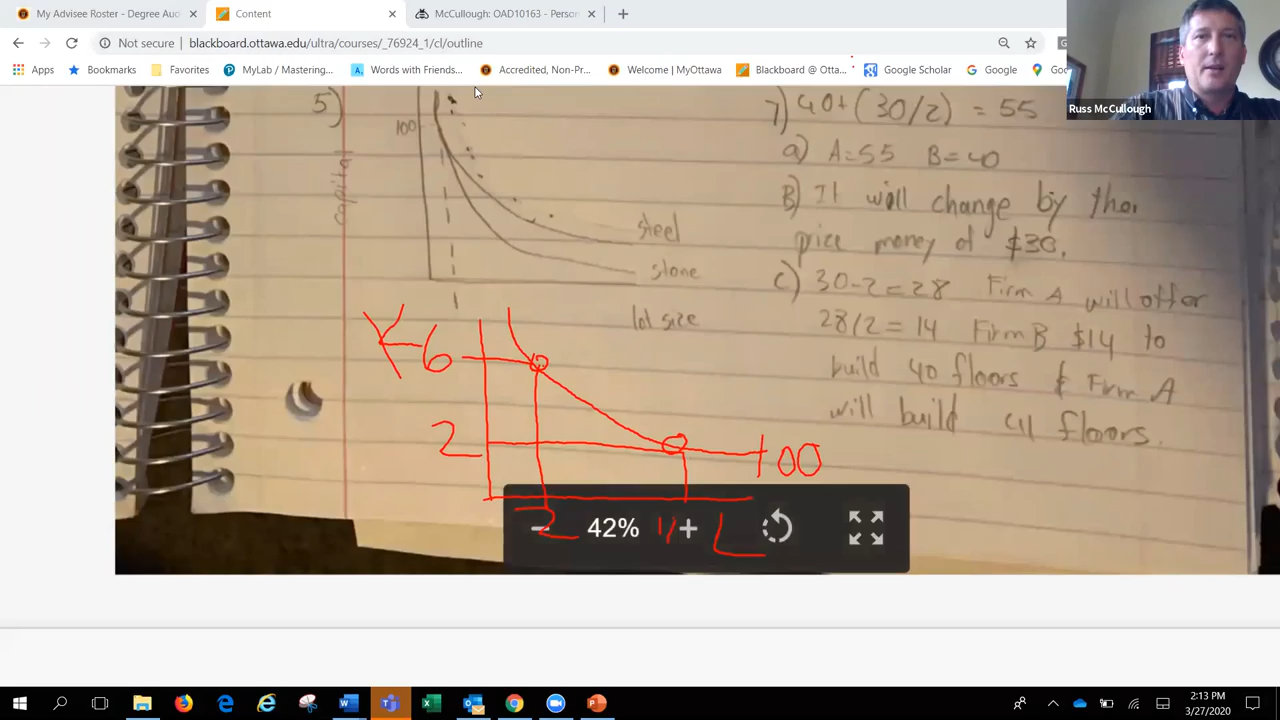 My Advisee Roster - Degree Aud
Content
McCullough: OAD10163 - Person
Not secure
blackboard.ottawa.edu/ultra/courses/_76924_1/cl/outline
Apps
Bookmarks
Favorites
MyLab / Mastering...
Words with Friends...
Accredited, Non-Pr...
Welcome | MyOttawa
Blackboard @ Otta...
Google Scholar
Google
Russ McCullough
5)
100
capital
steel
stone
lot size
1
7) 40+(30/2) = 55
a) A=55 B=40
B) It will change by the
price money of $30.
c) 30-2=28 Firm A will offer
28/2 = 14 Firm B $14 to
build 40 floors & Firm A
will build 41 floors.
K
6
2
100
2
11
L
42%
2:13 PM
3/27/2020